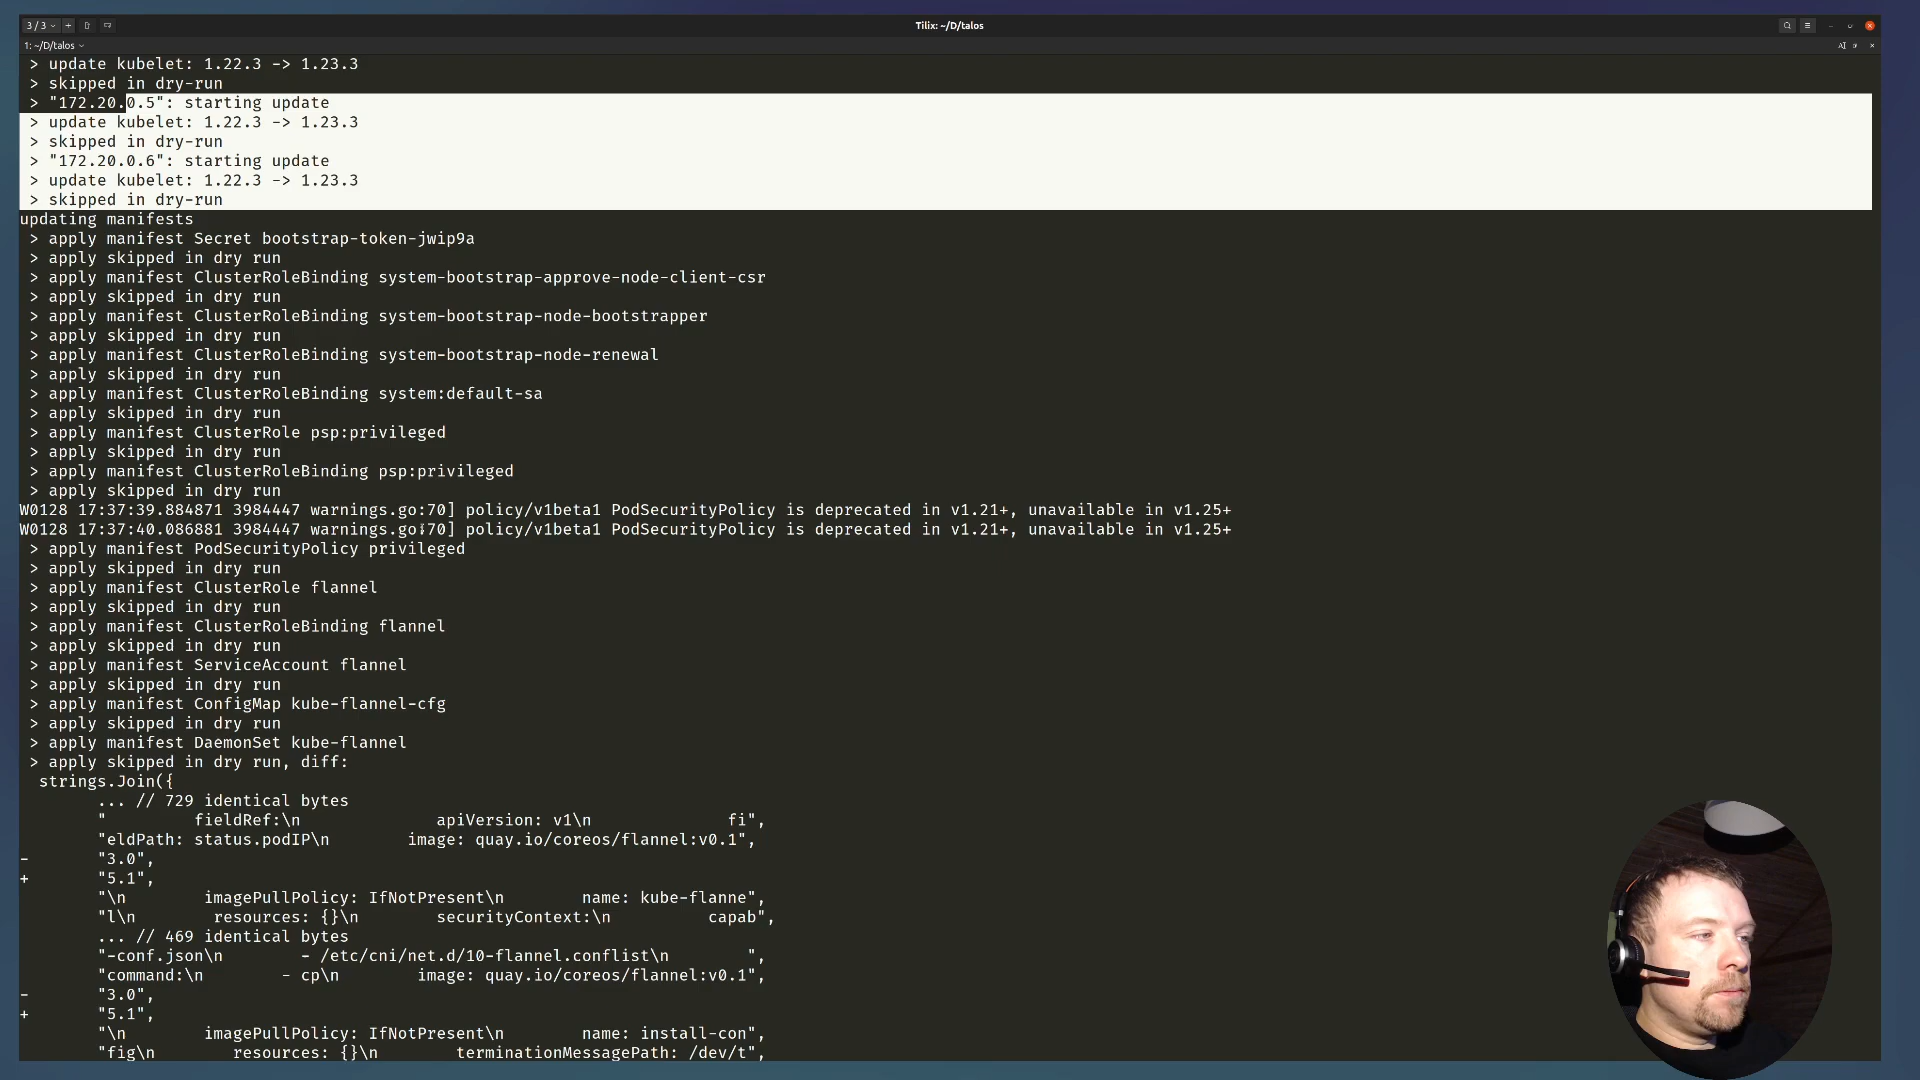 3 / 3
Tilix: ~/D/talos
1: ~/D/talos
> update kubelet: 1.22.3 -> 1.23.3
> skipped in dry-run
> "172.20.0.5": starting update
> update kubelet: 1.22.3 -> 1.23.3
> skipped in dry-run
> "172.20.0.6": starting update
> update kubelet: 1.22.3 -> 1.23.3
> skipped in dry-run
updating manifests
> apply manifest Secret bootstrap-token-jwip9a
> apply skipped in dry run
> apply manifest ClusterRoleBinding system-bootstrap-approve-node-client-csr
> apply skipped in dry run
> apply manifest ClusterRoleBinding system-bootstrap-node-bootstrapper
> apply skipped in dry run
> apply manifest ClusterRoleBinding system-bootstrap-node-renewal
> apply skipped in dry run
> apply manifest ClusterRoleBinding system:default-sa
> apply skipped in dry run
> apply manifest ClusterRole psp:privileged
> apply skipped in dry run
> apply manifest ClusterRoleBinding psp:privileged
> apply skipped in dry run
W0128 17:37:39.884871 3984447 warnings.go:70] policy/v1beta1 PodSecurityPolicy is deprecated in v1.21+, unavailable in v1.25+
W0128 17:37:40.086881 3984447 warnings.go:70] policy/v1beta1 PodSecurityPolicy is deprecated in v1.21+, unavailable in v1.25+
> apply manifest PodSecurityPolicy privileged
> apply skipped in dry run
> apply manifest ClusterRole flannel
> apply skipped in dry run
> apply manifest ClusterRoleBinding flannel
> apply skipped in dry run
> apply manifest ServiceAccount flannel
> apply skipped in dry run
> apply manifest ConfigMap kube-flannel-cfg
> apply skipped in dry run
> apply manifest DaemonSet kube-flannel
> apply skipped in dry run, diff:
strings.Join({
... // 729 identical bytes
" fieldRef:\n apiVersion: v1\n fi",
"eldPath: status.podIP\n image: quay.io/coreos/flannel:v0.1",
- "3.0",
+ "5.1",
"\n imagePullPolicy: IfNotPresent\n name: kube-flanne",
"l\n resources: {}\n securityContext:\n capab",
... // 469 identical bytes
"-conf.json\n - /etc/cni/net.d/10-flannel.conflist\n ",
"command:\n - cp\n image: quay.io/coreos/flannel:v0.1",
- "3.0",
+ "5.1",
"\n imagePullPolicy: IfNotPresent\n name: install-con",
"fig\n resources: {}\n terminationMessagePath: /dev/t",